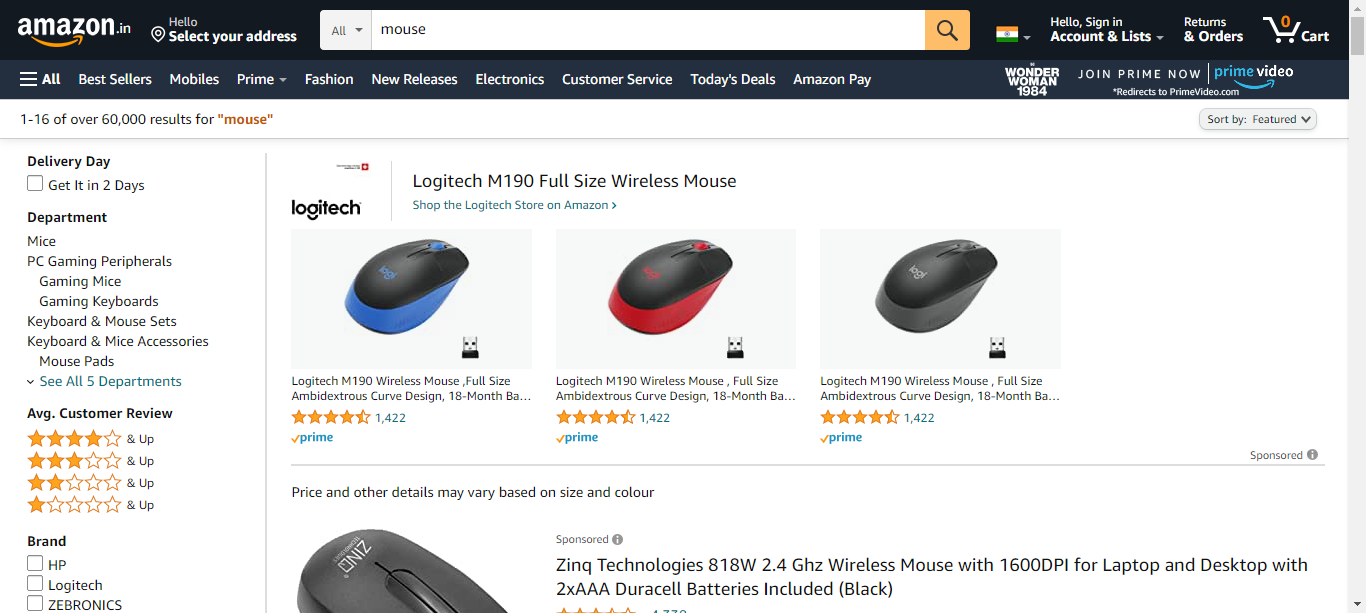 amazon.in
Hello
Select your address
All
mouse
Hello, Sign in
Account & Lists
Returns
& Orders
0
Cart
All
Best Sellers
Mobiles
Prime
Fashion
New Releases
Electronics
Customer Service
Today's Deals
Amazon Pay
WONDER
WOMAN
1984
JOIN PRIME NOW
prime video
*Redirects to PrimeVideo.com
1-16 of over 60,000 results for "mouse"
Sort by: Featured
Delivery Day
Get It in 2 Days
Department
Mice
PC Gaming Peripherals
Gaming Mice
Gaming Keyboards
Keyboard & Mouse Sets
Keyboard & Mice Accessories
Mouse Pads
See All 5 Departments
Avg. Customer Review
& Up
& Up
& Up
& Up
Brand
HP
Logitech
ZEBRONICS
logitech
Logitech M190 Full Size Wireless Mouse
Shop the Logitech Store on Amazon ›
logi
Logitech M190 Wireless Mouse ,Full Size
Ambidextrous Curve Design, 18-Month Ba…
1,422
prime
logi
Logitech M190 Wireless Mouse , Full Size
Ambidextrous Curve Design, 18-Month Ba…
1,422
prime
logi
Logitech M190 Wireless Mouse , Full Size
Ambidextrous Curve Design, 18-Month Ba…
1,422
prime
Sponsored
Price and other details may vary based on size and colour
ZINQ
TECHNOLOGIES
Sponsored
Zinq Technologies 818W 2.4 Ghz Wireless Mouse with 1600DPI for Laptop and Desktop with
2xAAA Duracell Batteries Included (Black)